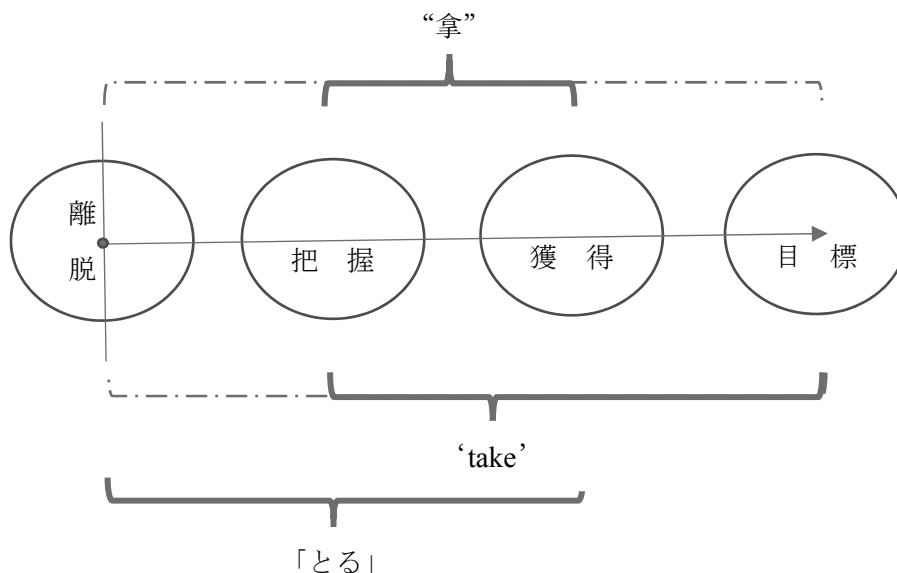 “拿”
離
脱
把 握
獲 得
目 標
‘take’
「とる」